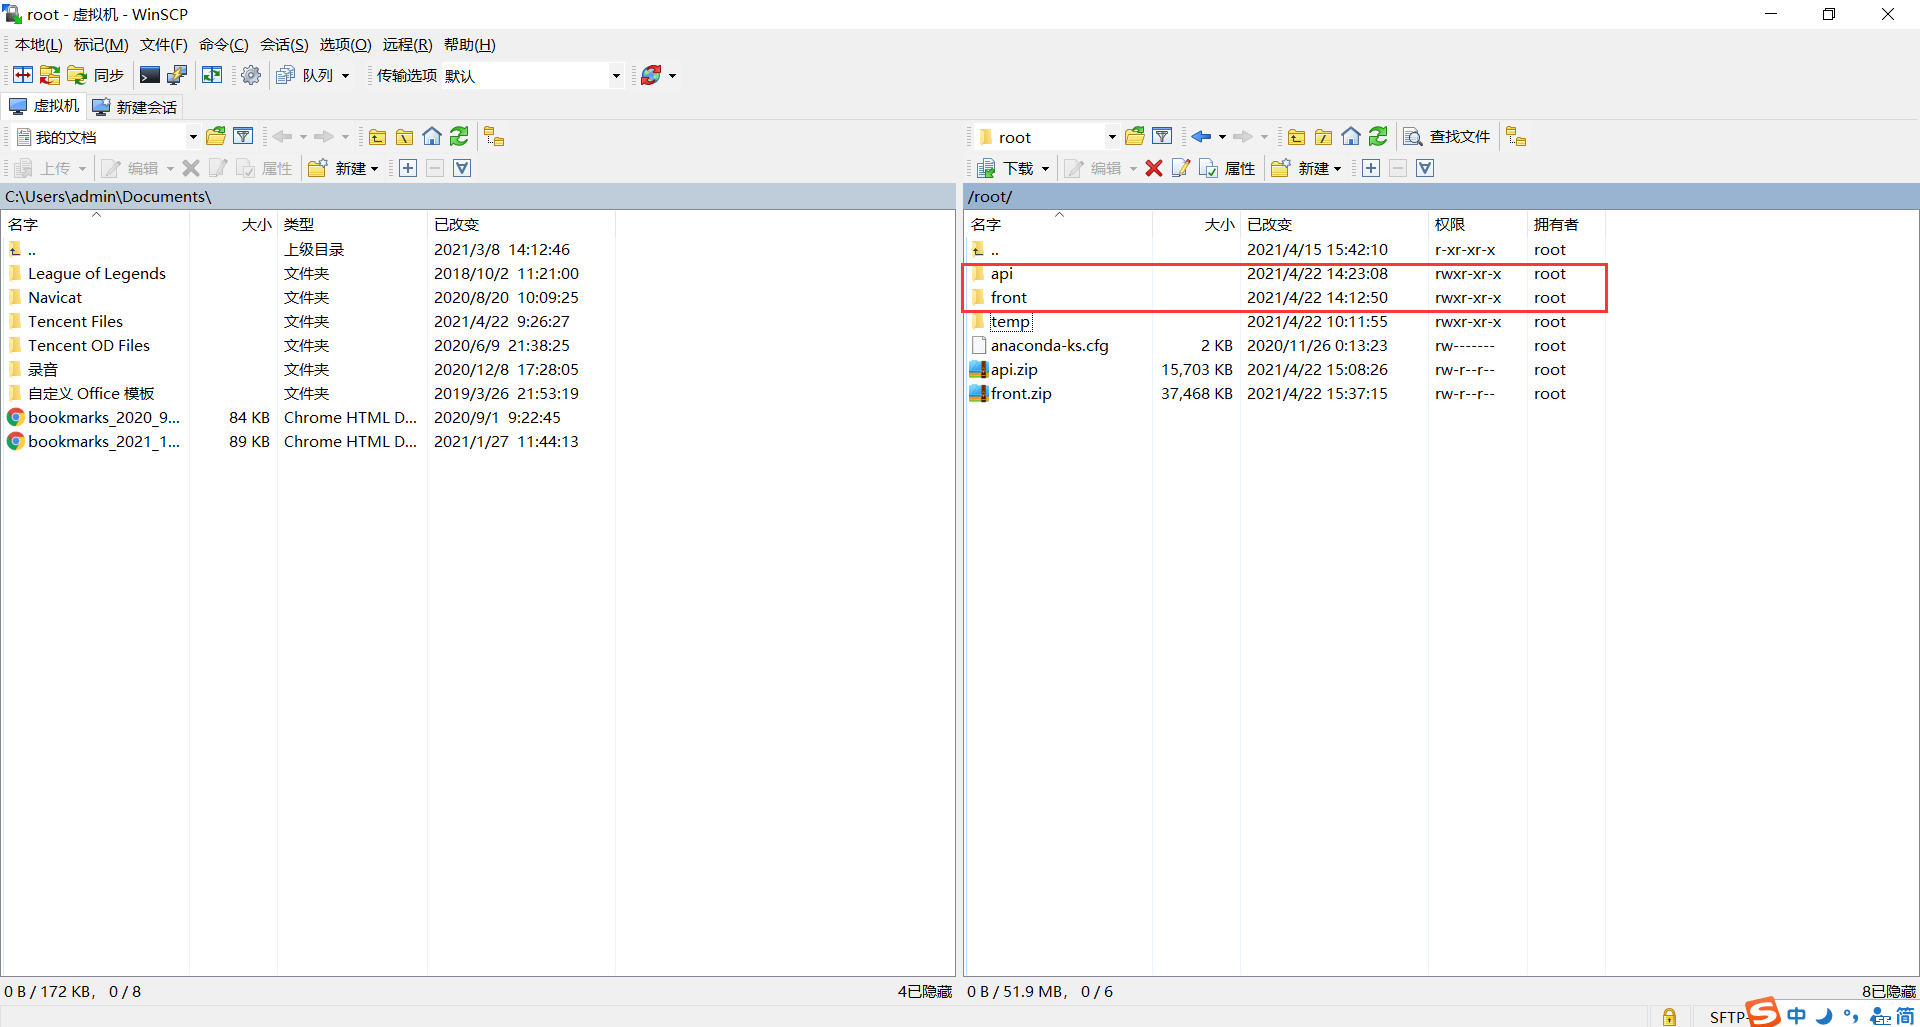 root - 虚拟机 - WinSCP
本地(L) 标记(M) 文件(F) 命令(C) 会话(S) 选项(O) 远程(R) 帮助(H)
同步 队列 传输选项 默认
虚拟机 新建会话
我的文档
上传 编辑 属性 新建
C:\Users\admin\Documents\
名字 大小 类型 已改变
.. 上级目录 2021/3/8 14:12:46
League of Legends 文件夹 2018/10/2 11:21:00
Navicat 文件夹 2020/8/20 10:09:25
Tencent Files 文件夹 2021/4/22 9:26:27
Tencent OD Files 文件夹 2020/6/9 21:38:25
录音 文件夹 2020/12/8 17:28:05
自定义 Office 模板 文件夹 2019/3/26 21:53:19
bookmarks_2020_9... 84 KB Chrome HTML D... 2020/9/1 9:22:45
bookmarks_2021_1... 89 KB Chrome HTML D... 2021/1/27 11:44:13
0 B / 172 KB, 0 / 8 4已隐藏
root 查找文件
下载 编辑 属性 新建
/root/
名字 大小 已改变 权限 拥有者
.. 2021/4/15 15:42:10 r-xr-xr-x root
api 2021/4/22 14:23:08 rwxr-xr-x root
front 2021/4/22 14:12:50 rwxr-xr-x root
temp 2021/4/22 10:11:55 rwxr-xr-x root
anaconda-ks.cfg 2 KB 2020/11/26 0:13:23 rw------- root
api.zip 15,703 KB 2021/4/22 15:08:26 rw-r--r-- root
front.zip 37,468 KB 2021/4/22 15:37:15 rw-r--r-- root
0 B / 51.9 MB, 0 / 6 8已隐藏
SFTP- S 中 简